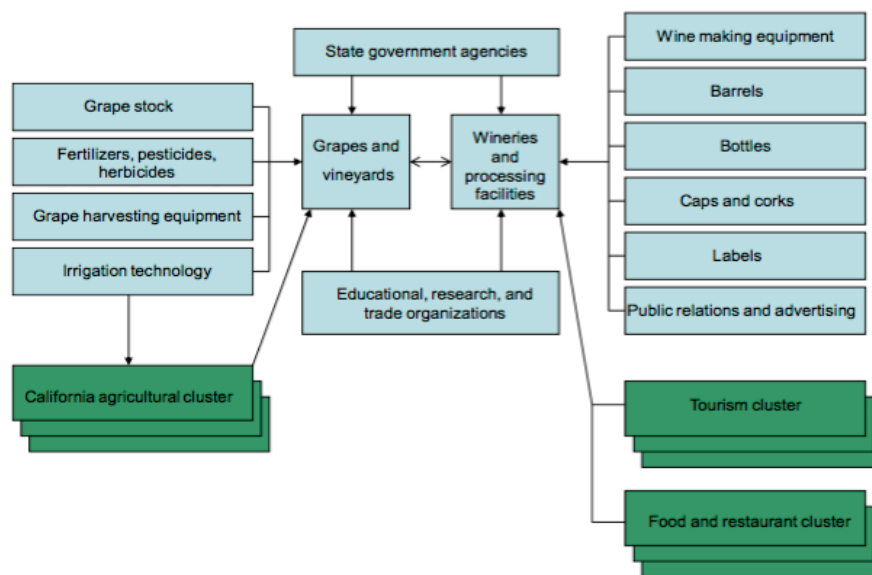 State government agencies
Wine making equipment
Grape stock
Barrels
Fertilizers, pesticides,
herbicides
Grapes and
vineyards
Wineries
and
processing
facilities
Bottles
Grape harvesting equipment
Caps and corks
Irrigation technology
Labels
Educational, research, and
trade organizations
Public relations and advertising
California agricultural cluster
Tourism cluster
Food and restaurant cluster